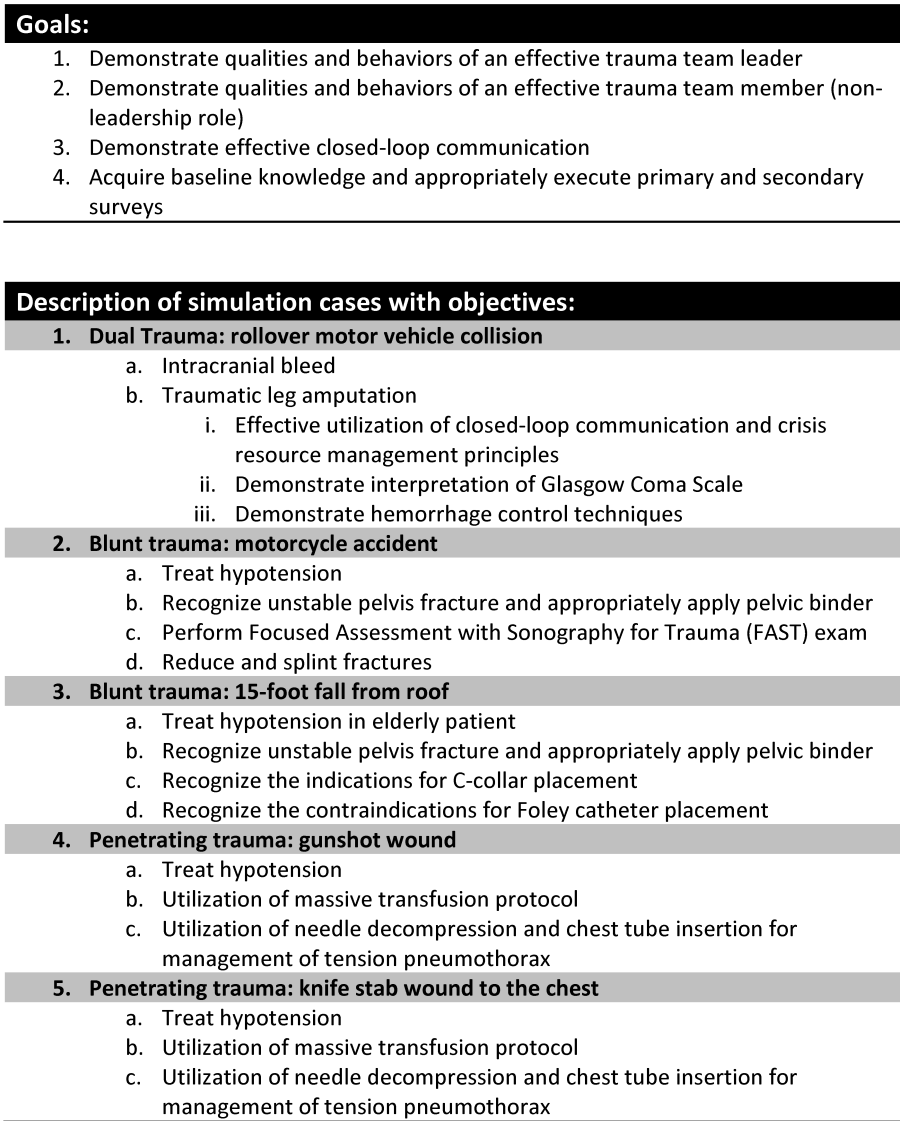 Goals:
1. Demonstrate qualities and behaviors of an effective trauma team leader
2. Demonstrate qualities and behaviors of an effective trauma team member (non-
leadership role)
3. Demonstrate effective closed-loop communication
4. Acquire baseline knowledge and appropriately execute primary and secondary
surveys
Description of simulation cases with objectives:
1. Dual Trauma: rollover motor vehicle collision
a. Intracranial bleed
b. Traumatic leg amputation
i. Effective utilization of closed-loop communication and crisis
resource management principles
ii. Demonstrate interpretation of Glasgow Coma Scale
iii. Demonstrate hemorrhage control techniques
2. Blunt trauma: motorcycle accident
a. Treat hypotension
b. Recognize unstable pelvis fracture and appropriately apply pelvic binder
c. Perform Focused Assessment with Sonography for Trauma (FAST) exam
d. Reduce and splint fractures
3. Blunt trauma: 15-foot fall from roof
a. Treat hypotension in elderly patient
b. Recognize unstable pelvis fracture and appropriately apply pelvic binder
c. Recognize the indications for C-collar placement
d. Recognize the contraindications for Foley catheter placement
4. Penetrating trauma: gunshot wound
a. Treat hypotension
b. Utilization of massive transfusion protocol
c. Utilization of needle decompression and chest tube insertion for
management of tension pneumothorax
5. Penetrating trauma: knife stab wound to the chest
a. Treat hypotension
b. Utilization of massive transfusion protocol
c. Utilization of needle decompression and chest tube insertion for
management of tension pneumothorax